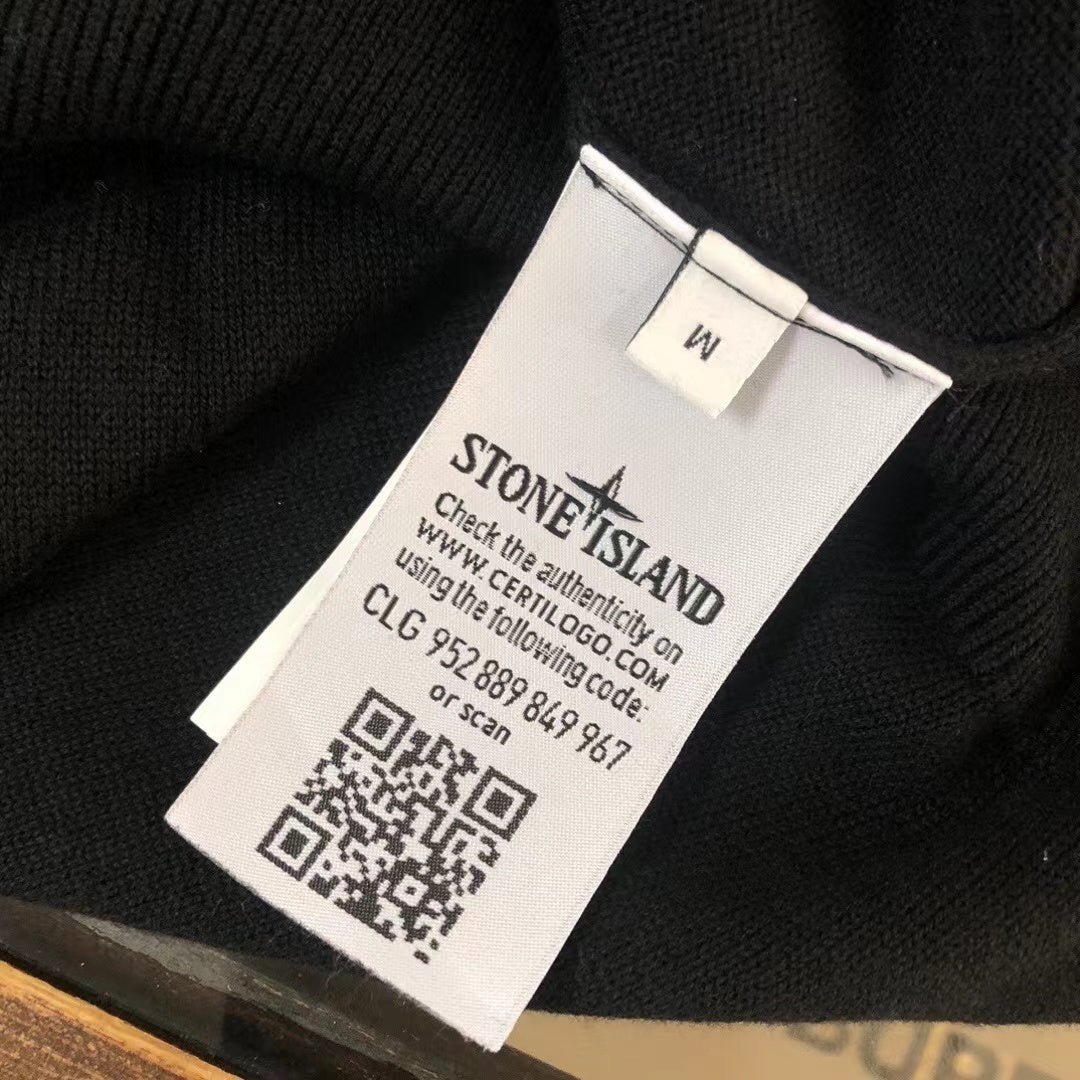 M
STONE ISLAND
Check the authenticity on
WWW.CERTILOGO.COM
using the following code:
CLG 952 889 849 967
or scan